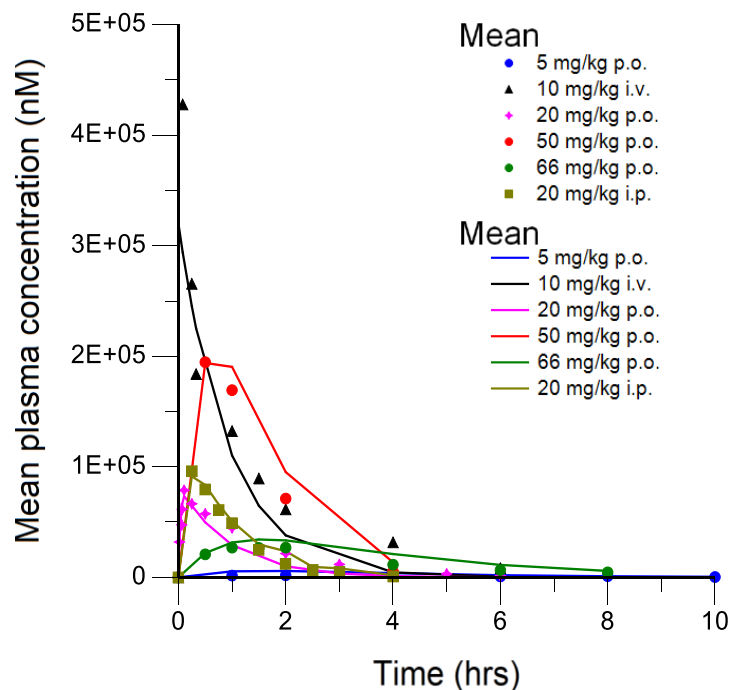 5E+05
4E+05
3E+05
2E+05
1E+05
0
Mean plasma concentration (nM)
Mean
5 mg/kg p.o.
10 mg/kg i.v.
20 mg/kg p.o.
50 mg/kg p.o.
66 mg/kg p.o.
20 mg/kg i.p.
Mean
5 mg/kg p.o.
10 mg/kg i.v.
20 mg/kg p.o.
50 mg/kg p.o.
66 mg/kg p.o.
20 mg/kg i.p.
0 2 4 6 8 10
Time (hrs)